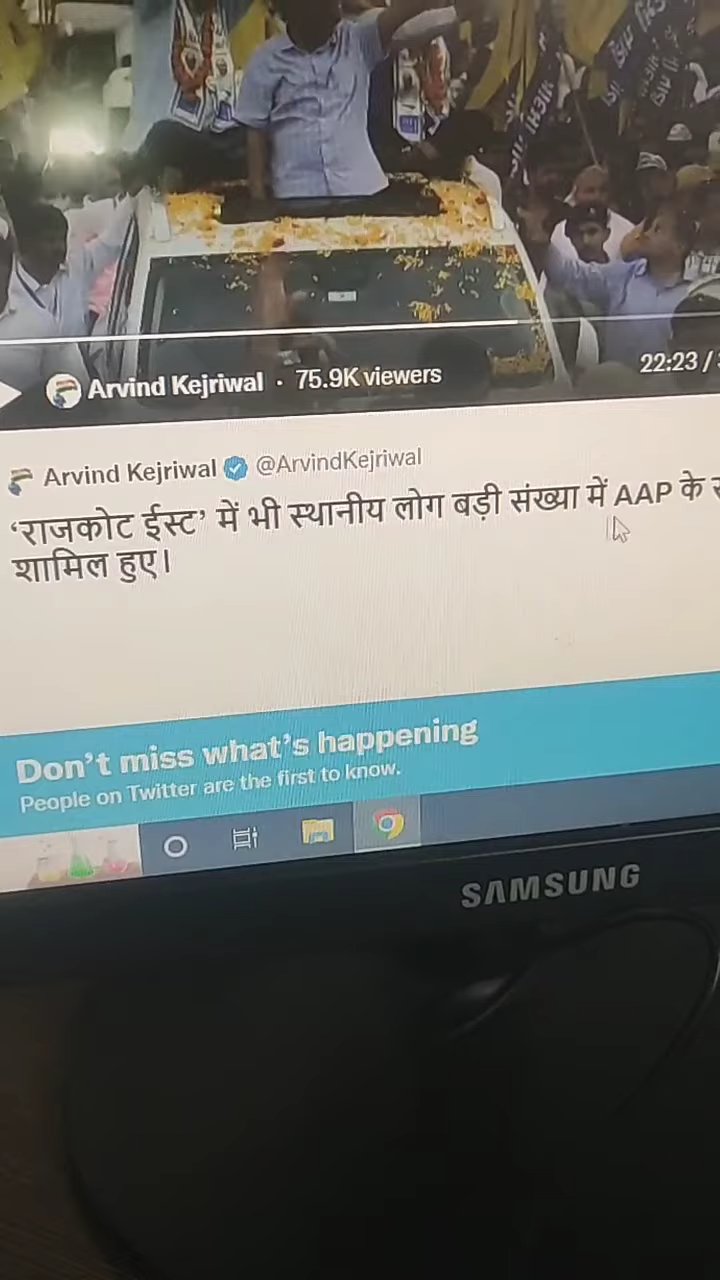 Arvind Kejriwal · 75.9K viewers
22:23 /
Arvind Kejriwal @ArvindKejriwal
‘राजकोट ईस्ट’ में भी स्थानीय लोग बड़ी संख्या में AAP के
शामिल हुए।
Don’t miss what’s happening
People on Twitter are the first to know.
SAMSUNG